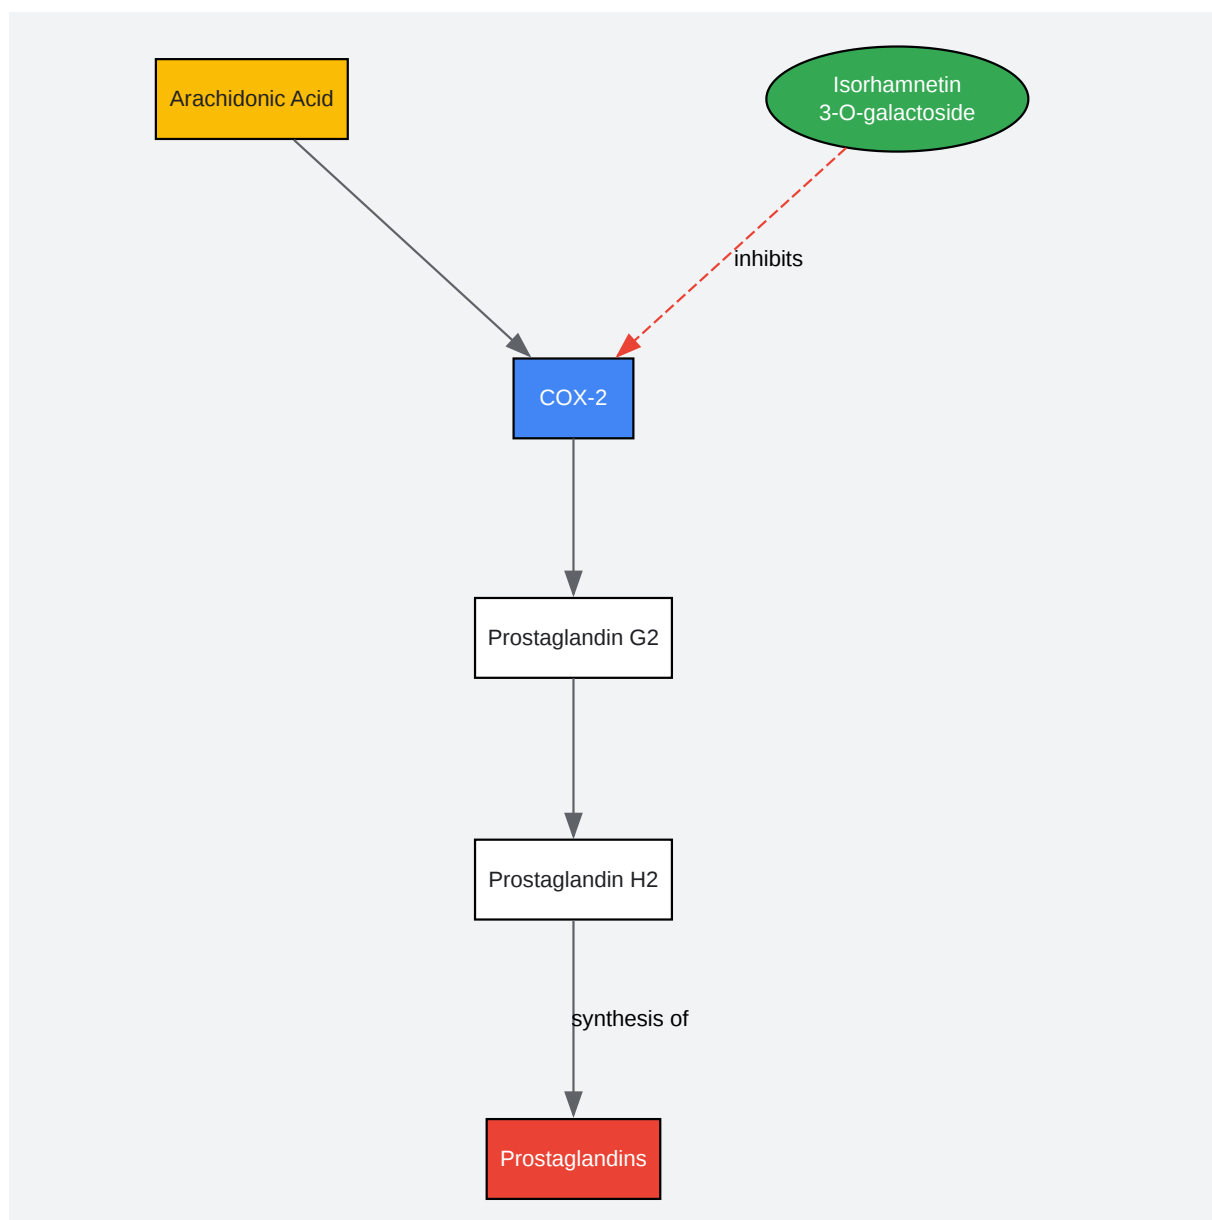 Arachidonic Acid
Isorhamnetin
3-O-galactoside
inhibits
COX-2
Prostaglandin G2
Prostaglandin H2
synthesis of
Prostaglandins